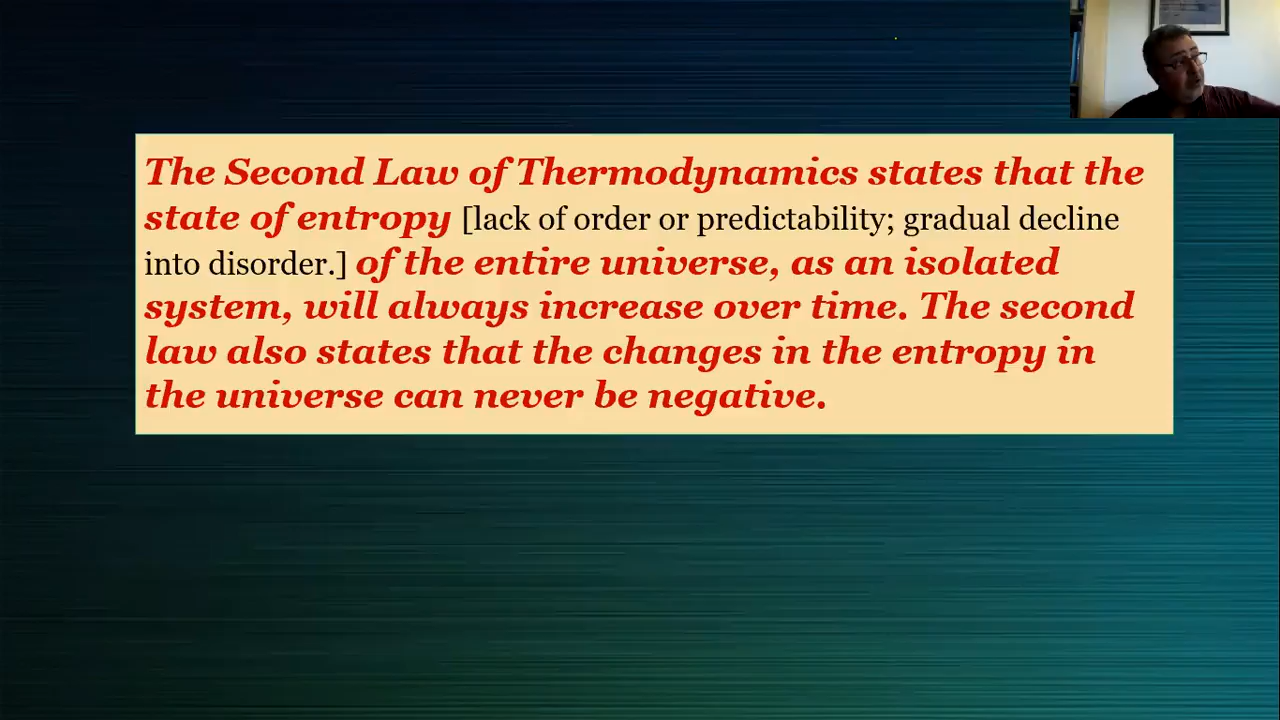 The Second Law of Thermodynamics states that the
state of entropy [lack of order or predictability; gradual decline
into disorder.] of the entire universe, as an isolated
system, will always increase over time. The second
law also states that the changes in the entropy in
the universe can never be negative.